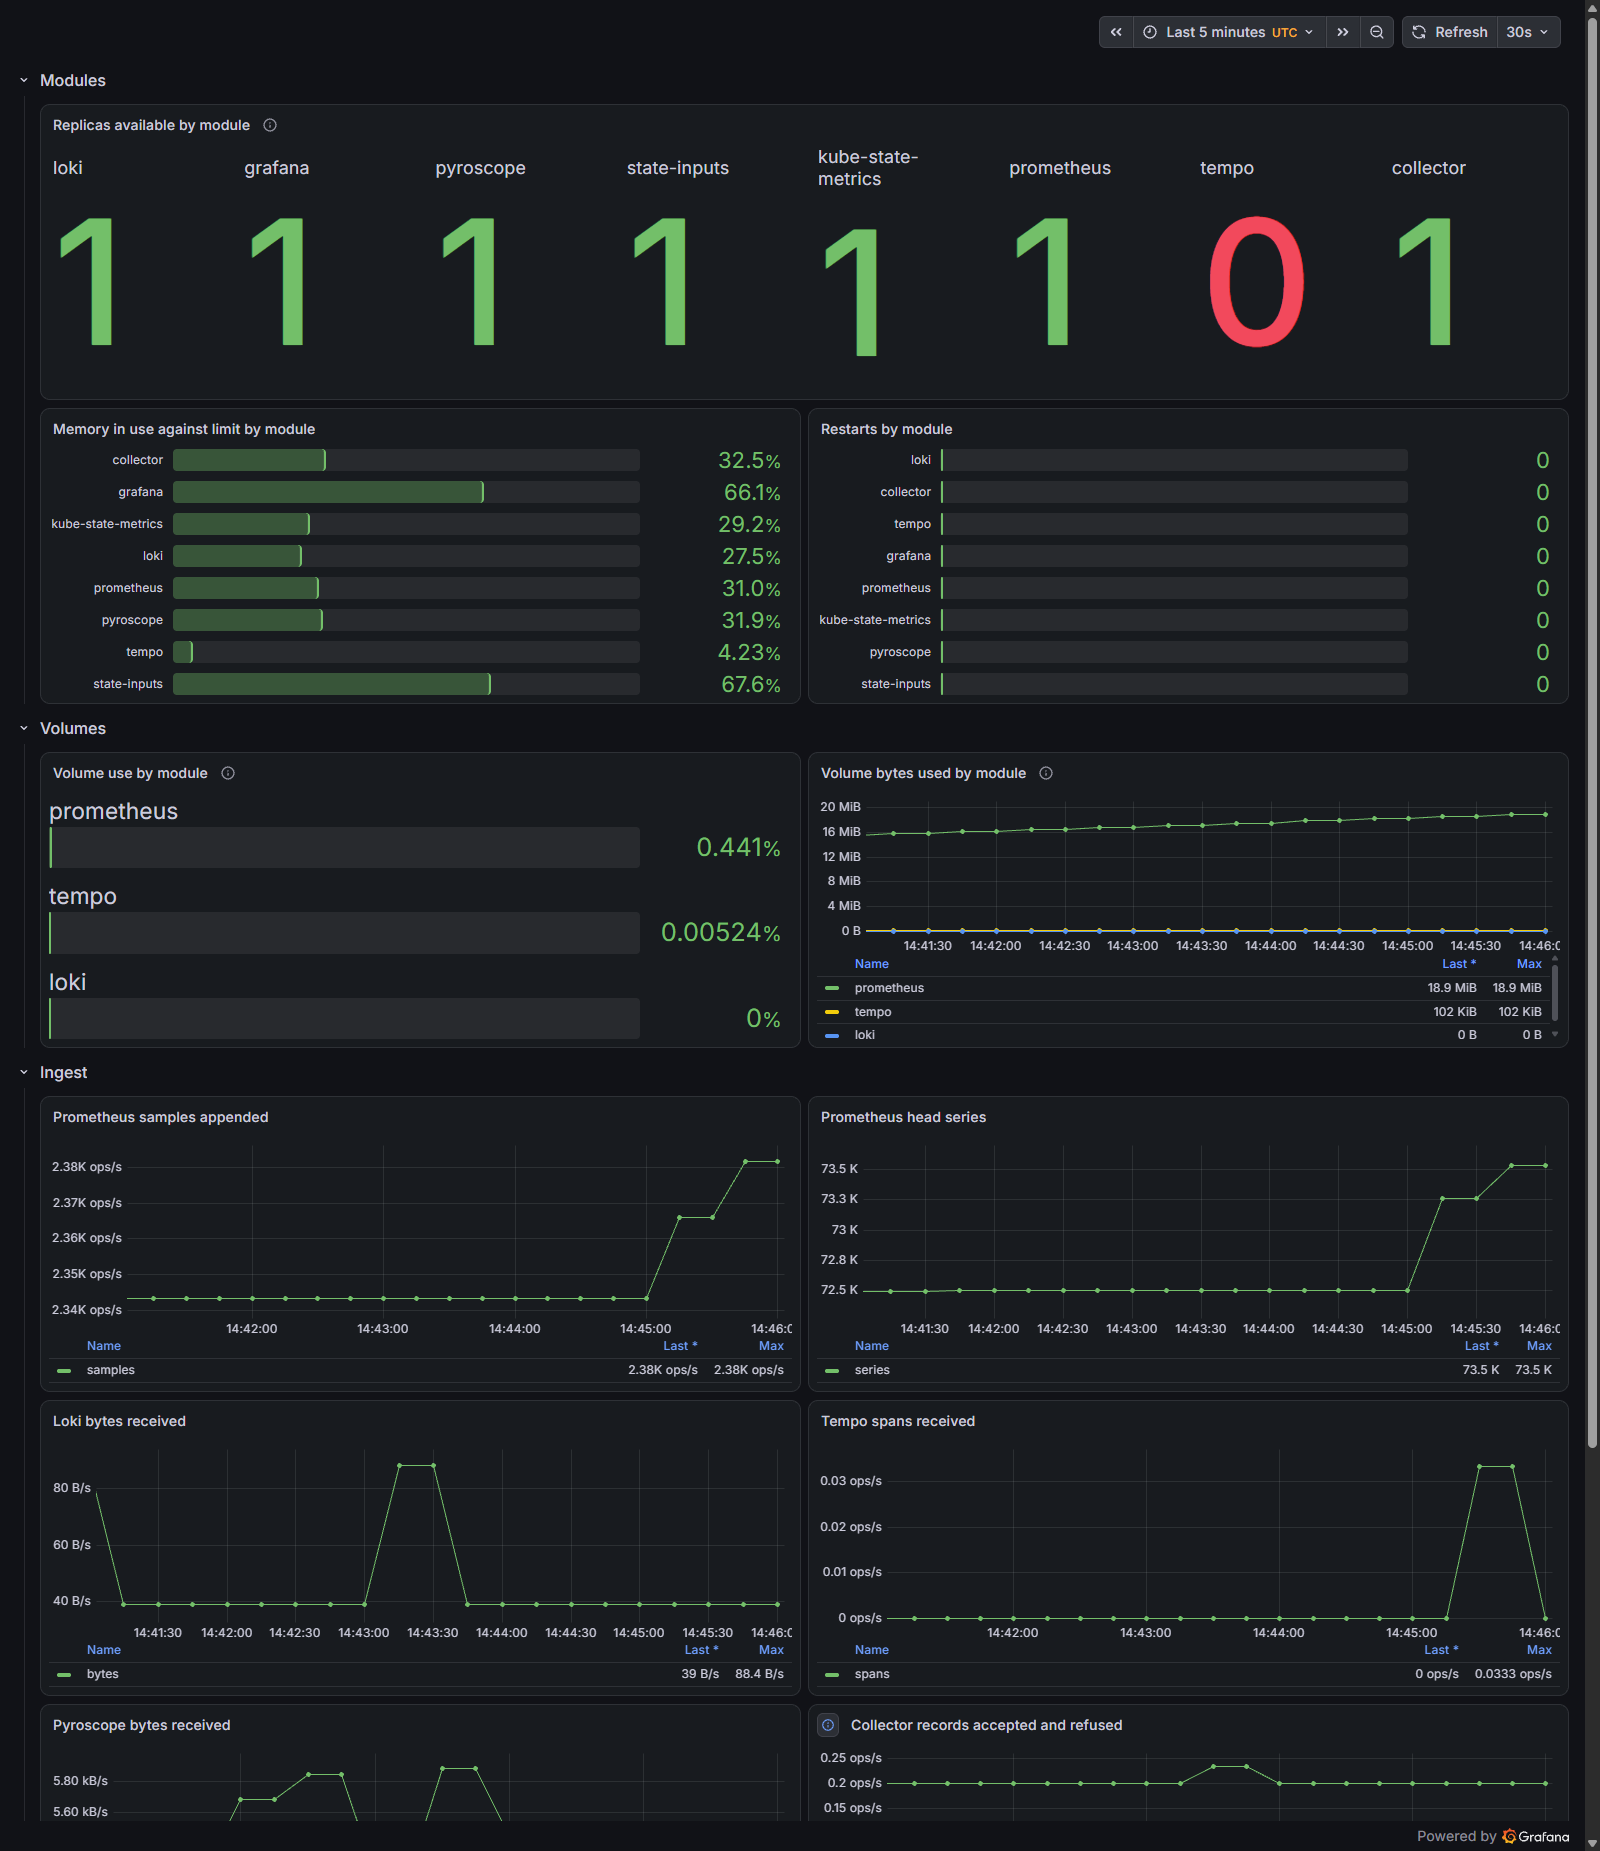 Last 5 minutes UTC
Refresh
30s
Modules
Replicas available by module
loki
grafana
pyroscope
state-inputs
kube-state-
metrics
prometheus
tempo
collector
1
1
1
1
1
1
0
1
Memory in use against limit by module
collector 32.5%
grafana 66.1%
kube-state-metrics 29.2%
loki 27.5%
prometheus 31.0%
pyroscope 31.9%
tempo 4.23%
state-inputs 67.6%
Restarts by module
loki 0
collector 0
tempo 0
grafana 0
prometheus 0
kube-state-metrics 0
pyroscope 0
state-inputs 0
Volumes
Volume use by module
prometheus
0.441%
tempo
0.00524%
loki
0%
Volume bytes used by module
20 MiB
16 MiB
12 MiB
8 MiB
4 MiB
0 B
14:41:30 14:42:00 14:42:30 14:43:00 14:43:30 14:44:00 14:44:30 14:45:00 14:45:30 14:46:0
Name Last * Max
prometheus 18.9 MiB 18.9 MiB
tempo 102 KiB 102 KiB
loki 0 B 0 B
Ingest
Prometheus samples appended
2.38K ops/s
2.37K ops/s
2.36K ops/s
2.35K ops/s
2.34K ops/s
14:42:00 14:43:00 14:44:00 14:45:00 14:46:0
Name Last * Max
samples 2.38K ops/s 2.38K ops/s
Prometheus head series
73.5 K
73.3 K
73 K
72.8 K
72.5 K
14:41:30 14:42:00 14:42:30 14:43:00 14:43:30 14:44:00 14:44:30 14:45:00 14:45:30 14:46:0
Name Last * Max
series 73.5 K 73.5 K
Loki bytes received
80 B/s
60 B/s
40 B/s
14:41:30 14:42:00 14:42:30 14:43:00 14:43:30 14:44:00 14:44:30 14:45:00 14:45:30 14:46:0
Name Last * Max
bytes 39 B/s 88.4 B/s
Tempo spans received
0.03 ops/s
0.02 ops/s
0.01 ops/s
0 ops/s
14:42:00 14:43:00 14:44:00 14:45:00 14:46:0
Name Last * Max
spans 0 ops/s 0.0333 ops/s
Pyroscope bytes received
5.80 kB/s
5.60 kB/s
Collector records accepted and refused
0.25 ops/s
0.2 ops/s
0.15 ops/s
Powered by Grafana